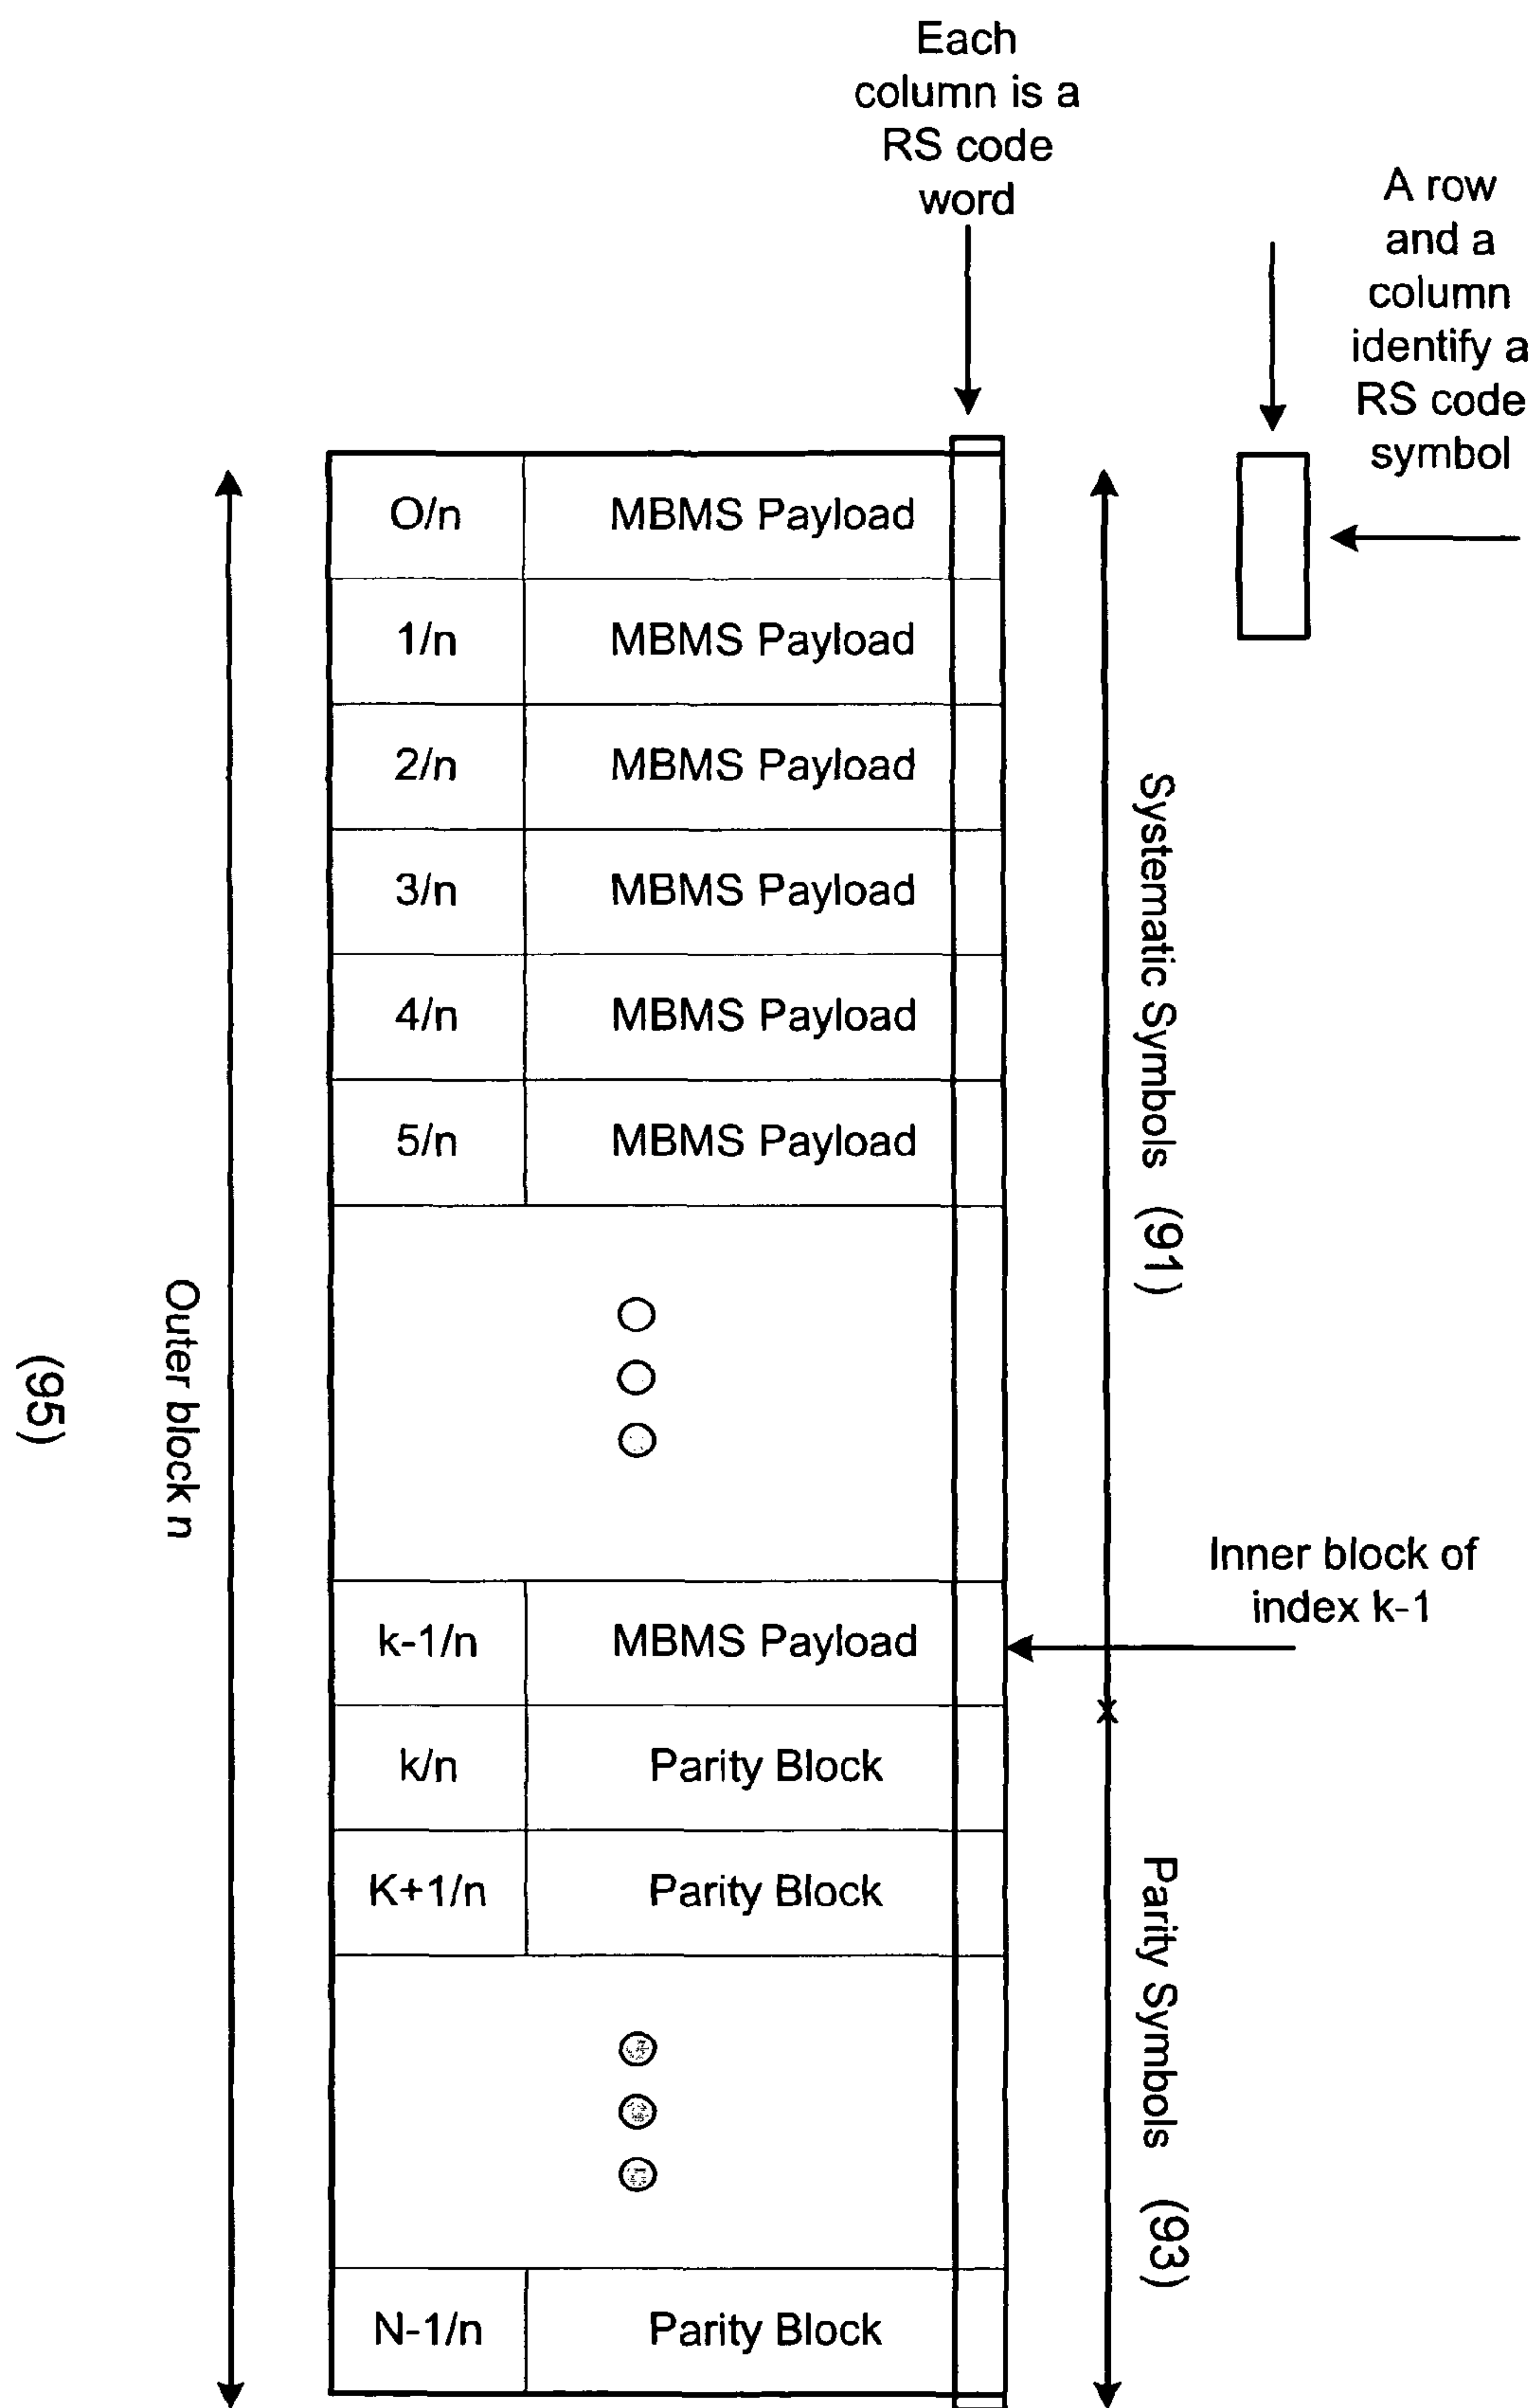 Each
column is a
RS code
word
A row
and a
column
identify a
RS code
symbol
O/n MBMS Payload
1/n MBMS Payload
2/n MBMS Payload
3/n MBMS Payload
4/n MBMS Payload
5/n MBMS Payload
Systematic Symbols (91)
Outer block n
(95)
Inner block of
index k-1
k-1/n MBMS Payload
k/n Parity Block
K+1/n Parity Block
Parity Symbols (93)
N-1/n Parity Block